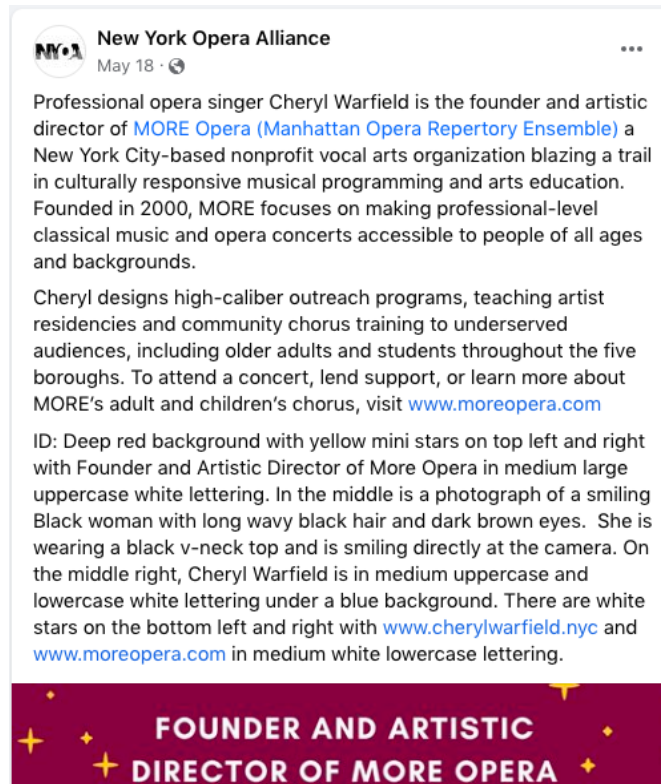 NYOA
New York Opera Alliance
May 18 ·
Professional opera singer Cheryl Warfield is the founder and artistic
director of MORE Opera (Manhattan Opera Repertory Ensemble) a
New York City-based nonprofit vocal arts organization blazing a trail
in culturally responsive musical programming and arts education.
Founded in 2000, MORE focuses on making professional-level
classical music and opera concerts accessible to people of all ages
and backgrounds.
Cheryl designs high-caliber outreach programs, teaching artist
residencies and community chorus training to underserved
audiences, including older adults and students throughout the five
boroughs. To attend a concert, lend support, or learn more about
MORE’s adult and children’s chorus, visit www.moreopera.com
ID: Deep red background with yellow mini stars on top left and right
with Founder and Artistic Director of More Opera in medium large
uppercase white lettering. In the middle is a photograph of a smiling
Black woman with long wavy black hair and dark brown eyes.  She is
wearing a black v-neck top and is smiling directly at the camera. On
the middle right, Cheryl Warfield is in medium uppercase and
lowercase white lettering under a blue background. There are white
stars on the bottom left and right with www.cherylwarfield.nyc and
www.moreopera.com in medium white lowercase lettering.
FOUNDER AND ARTISTIC
DIRECTOR OF MORE OPERA